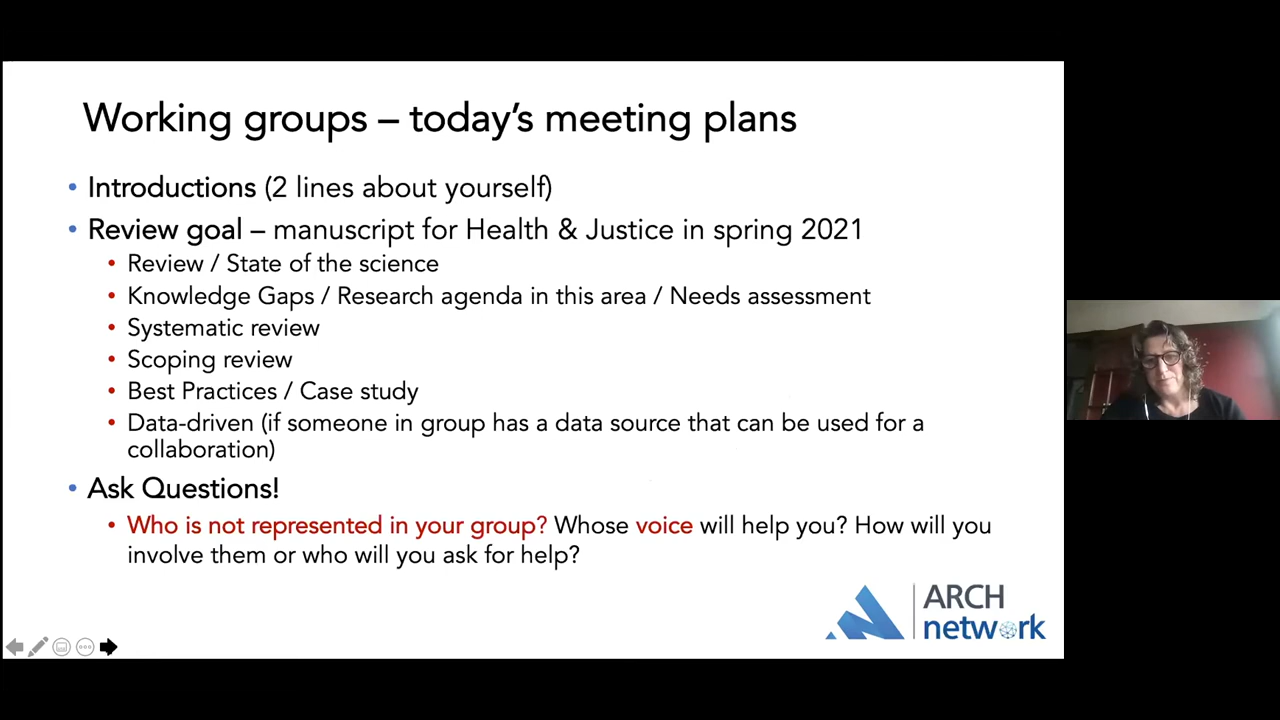 Working groups – today's meeting plans
• Introductions (2 lines about yourself)
• Review goal – manuscript for Health & Justice in spring 2021
• Review / State of the science
• Knowledge Gaps / Research agenda in this area / Needs assessment
• Systematic review
• Scoping review
• Best Practices / Case study
• Data-driven (if someone in group has a data source that can be used for a
collaboration)
• Ask Questions!
• Who is not represented in your group? Whose voice will help you? How will you
involve them or who will you ask for help?
ARCH
network